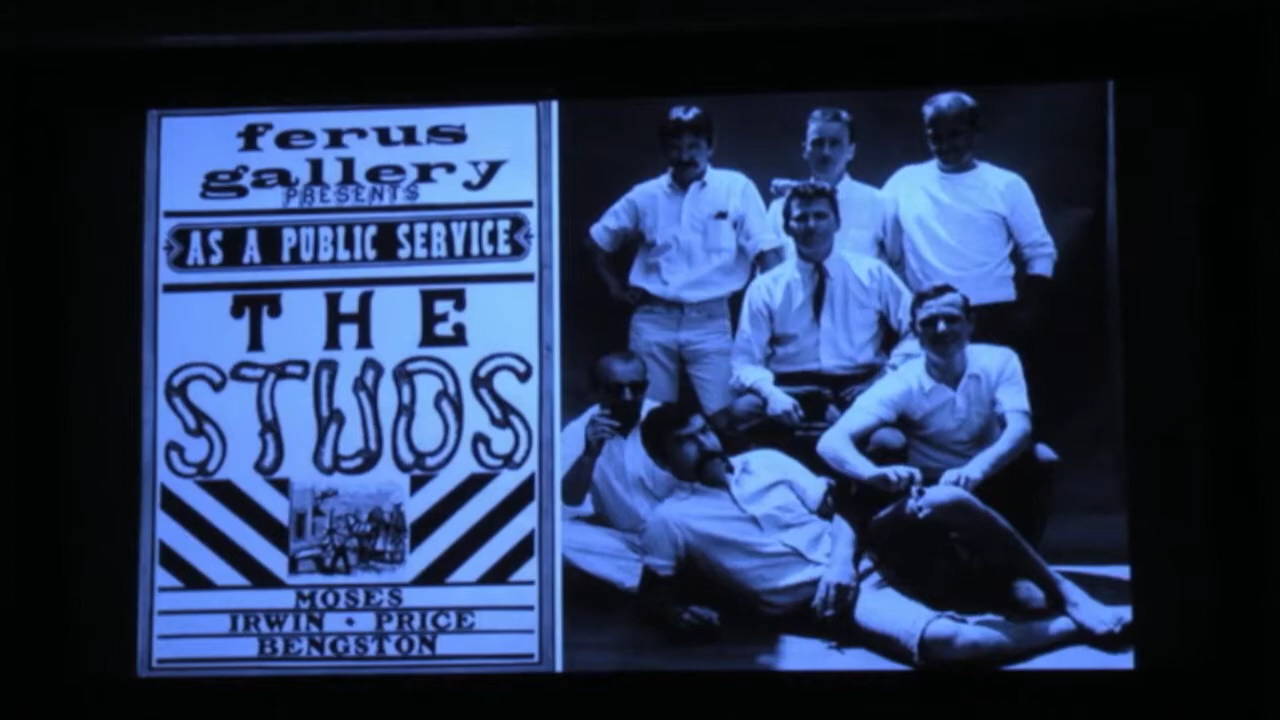 ferus
gallery
PRESENTS
AS A PUBLIC SERVICE
THE
STUDS
MOSES
IRWIN • PRICE
BENGSTON